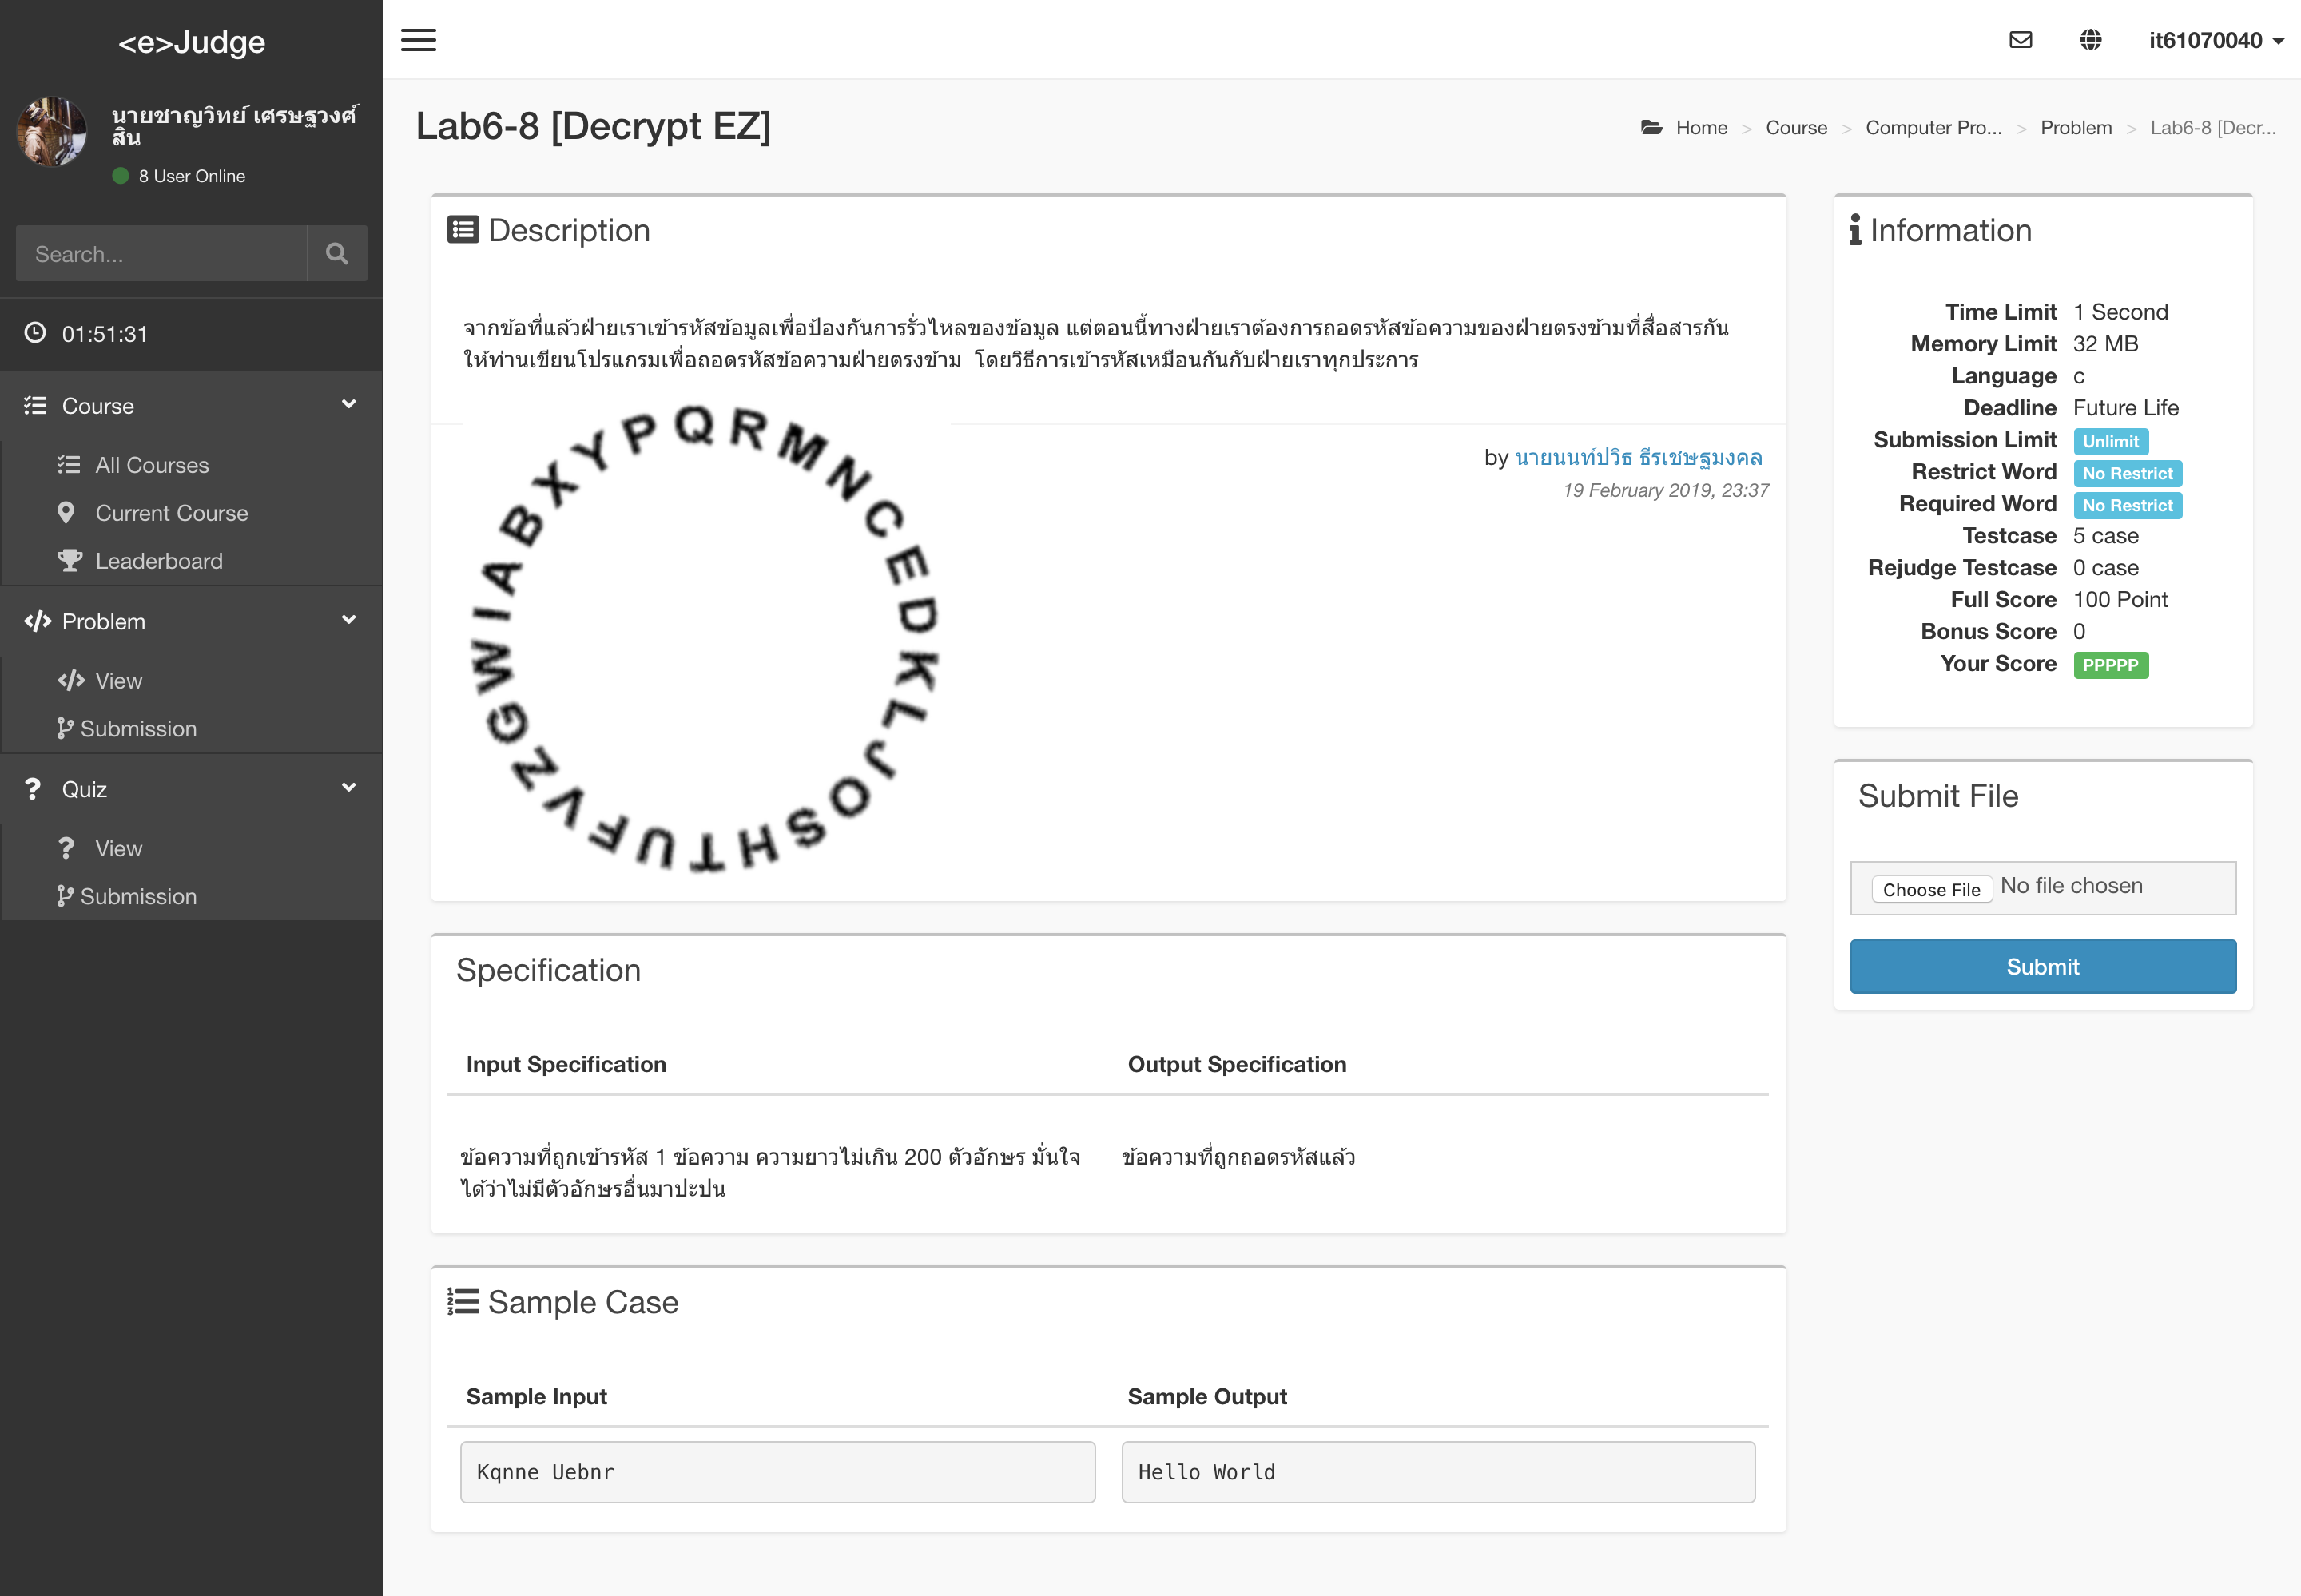 <e>Judge
it61070040
นายชาญวิทย์ เศรษฐวงศ์
สิน
8 User Online
Search...
01:51:31
Course
All Courses
Current Course
Leaderboard
Problem
View
Submission
Quiz
View
Submission
Lab6-8 [Decrypt EZ]
Home > Course > Computer Pro... > Problem > Lab6-8 [Decr...
Description
จากข้อที่แล้วฝ่ายเราเข้ารหัสข้อมูลเพื่อป้องกันการรั่วไหลของข้อมูล แต่ตอนนี้ทางฝ่ายเราต้องการถอดรหัสข้อความของฝ่ายตรงข้ามที่สื่อสารกัน
ให้ท่านเขียนโปรแกรมเพื่อถอดรหัสข้อความฝ่ายตรงข้าม โดยวิธีการเข้ารหัสเหมือนกันกับฝ่ายเราทุกประการ
PQRMNCEDKLJOSHTUFVZGWIABXY
by นายนนท์ปวิธ ธีรเชษฐมงคล
19 February 2019, 23:37
Specification
Input Specification Output Specification
ข้อความที่ถูกเข้ารหัส 1 ข้อความ ความยาวไม่เกิน 200 ตัวอักษร มั่นใจ
ได้ว่าไม่มีตัวอักษรอื่นมาปะปน
ข้อความที่ถูกถอดรหัสแล้ว
Sample Case
Sample Input Sample Output
Kqnne Uebnr
Hello World
Information
Time Limit 1 Second
Memory Limit 32 MB
Language c
Deadline Future Life
Submission Limit Unlimit
Restrict Word No Restrict
Required Word No Restrict
Testcase 5 case
Rejudge Testcase 0 case
Full Score 100 Point
Bonus Score 0
Your Score PPPPP
Submit File
Choose File No file chosen
Submit